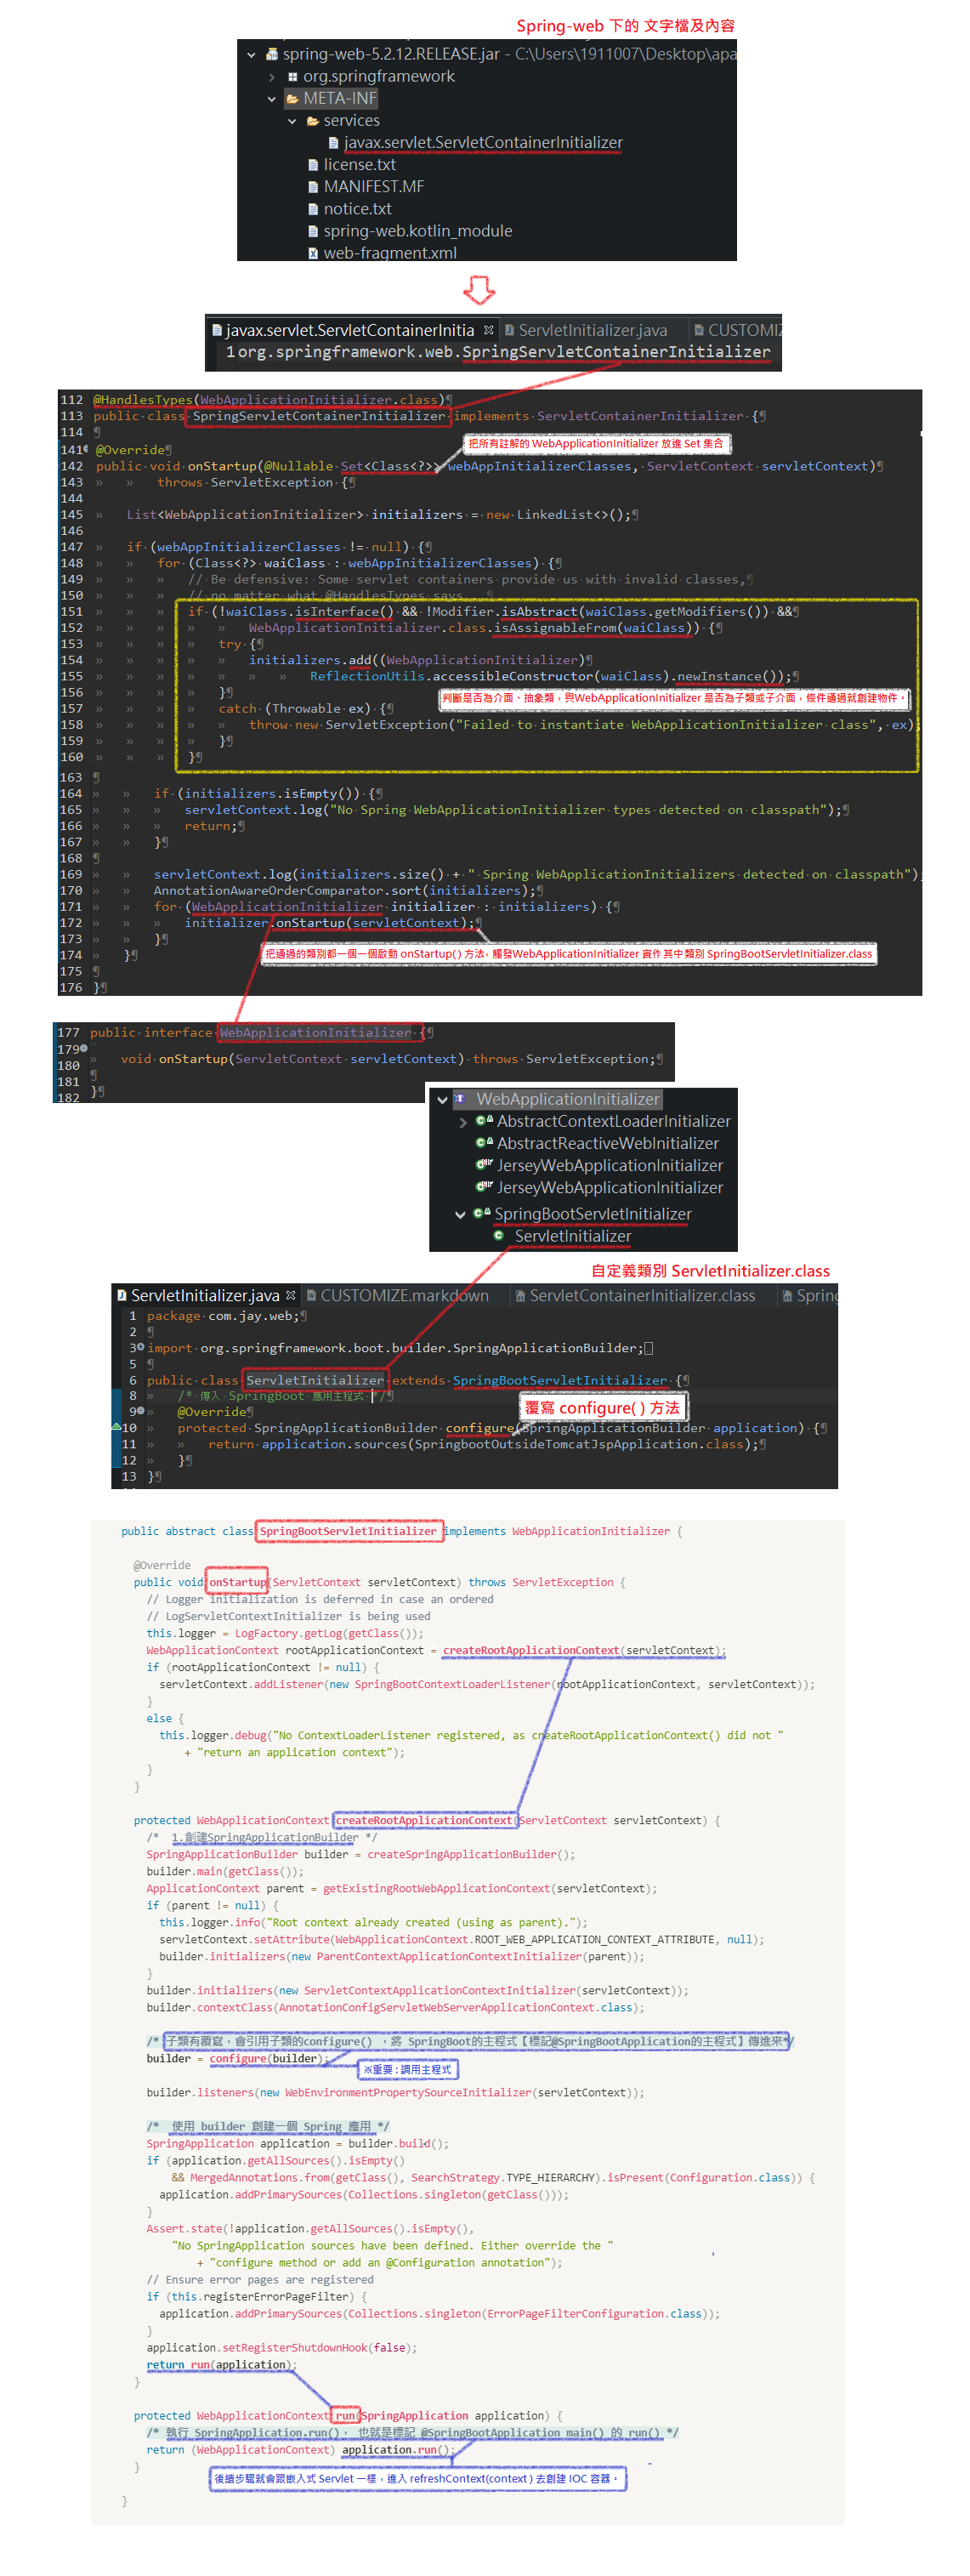 Spring-web 下的 文字檔及內容
spring-web-5.2.12.RELEASE.jar - C:\Users\1911007\Desktop\apa
org.springframework
META-INF
services
javax.servlet.ServletContainerInitializer
license.txt
MANIFEST.MF
notice.txt
spring-web.kotlin_module
web-fragment.xml
javax.servlet.ServletContainerInitia ServletInitializer.java CUSTOMIZ
1 org.springframework.web.SpringServletContainerInitializer
112 @HandlesTypes(WebApplicationInitializer.class)
113 public class SpringServletContainerInitializer implements ServletContainerInitializer {
114
141 @Override
把所有註解的 WebApplicationInitializer 放進 Set 集合
142 public void onStartup(@Nullable Set<Class<?>> webAppInitializerClasses, ServletContext servletContext)
143 throws ServletException {
144
145 List<WebApplicationInitializer> initializers = new LinkedList<>();
146
147 if (webAppInitializerClasses != null) {
148 for (Class<?> waiClass : webAppInitializerClasses) {
149 // Be defensive: Some servlet containers provide us with invalid classes,
150 // no matter what @HandlesTypes says...
151 if (!waiClass.isInterface() && !Modifier.isAbstract(waiClass.getModifiers()) &&
152 WebApplicationInitializer.class.isAssignableFrom(waiClass)) {
153 try {
154 initializers.add((WebApplicationInitializer)
155 ReflectionUtils.accessibleConstructor(waiClass).newInstance());
156 }
判斷是否為介面、抽象類，與WebApplicationInitializer 是否為子類或子介面，條件通過就創建物件。
157 catch (Throwable ex) {
158 throw new ServletException("Failed to instantiate WebApplicationInitializer class", ex)
159 }
160 }
163
164 if (initializers.isEmpty()) {
165 servletContext.log("No Spring WebApplicationInitializer types detected on classpath");
166 return;
167 }
168
169 servletContext.log(initializers.size() + " Spring WebApplicationInitializers detected on classpath");
170 AnnotationAwareOrderComparator.sort(initializers);
171 for (WebApplicationInitializer initializer : initializers) {
172 initializer.onStartup(servletContext);
173 }
174 }
把通過的類別都一個一個啟動 onStartup( ) 方法，觸發WebApplicationInitializer 實作其中類別 SpringBootServletInitializer.class
175
176 }
177 public interface WebApplicationInitializer {
179
180 void onStartup(ServletContext servletContext) throws ServletException;
181
182 }
WebApplicationInitializer
AbstractContextLoaderInitializer
AbstractReactiveWebInitializer
JerseyWebApplicationInitializer
JerseyWebApplicationInitializer
SpringBootServletInitializer
ServletInitializer
自定義類別 ServletInitializer.class
ServletInitializer.java CUSTOMIZE.markdown ServletContainerInitializer.class Spring
1 package com.jay.web;
2
3 import org.springframework.boot.builder.SpringApplicationBuilder;
5
6 public class ServletInitializer extends SpringBootServletInitializer {
8 /* 傳入 SpringBoot 應用主程式 */
9 @Override
覆寫 configure( ) 方法
10 protected SpringApplicationBuilder configure(SpringApplicationBuilder application) {
11 return application.sources(SpringbootOutsideTomcatJspApplication.class);
12 }
13 }
public abstract class SpringBootServletInitializer implements WebApplicationInitializer {
@Override
public void onStartup(ServletContext servletContext) throws ServletException {
// Logger initialization is deferred in case an ordered
// LogServletContextInitializer is being used
this.logger = LogFactory.getLog(getClass());
WebApplicationContext rootApplicationContext = createRootApplicationContext(servletContext);
if (rootApplicationContext != null) {
servletContext.addListener(new SpringBootContextLoaderListener(rootApplicationContext, servletContext));
}
else {
this.logger.debug("No ContextLoaderListener registered, as createRootApplicationContext() did not "
+ "return an application context");
}
}
protected WebApplicationContext createRootApplicationContext(ServletContext servletContext) {
/* 1.創建SpringApplicationBuilder */
SpringApplicationBuilder builder = createSpringApplicationBuilder();
builder.main(getClass());
ApplicationContext parent = getExistingRootWebApplicationContext(servletContext);
if (parent != null) {
this.logger.info("Root context already created (using as parent).");
servletContext.setAttribute(WebApplicationContext.ROOT_WEB_APPLICATION_CONTEXT_ATTRIBUTE, null);
builder.initializers(new ParentContextApplicationContextInitializer(parent));
}
builder.initializers(new ServletContextApplicationContextInitializer(servletContext));
builder.contextClass(AnnotationConfigServletWebServerApplicationContext.class);
/* 子類有覆寫，會引用子類的configure() ，將 SpringBoot的主程式【標記@SpringBootApplication的主程式】傳進來*/
builder = configure(builder);
※重要 : 調用主程式
builder.listeners(new WebEnvironmentPropertySourceInitializer(servletContext));
/* 使用 builder 創建一個 Spring 應用 */
SpringApplication application = builder.build();
if (application.getAllSources().isEmpty()
&& MergedAnnotations.from(getClass(), SearchStrategy.TYPE_HIERARCHY).isPresent(Configuration.class)) {
application.addPrimarySources(Collections.singleton(getClass()));
}
Assert.state(!application.getAllSources().isEmpty(),
"No SpringApplication sources have been defined. Either override the "
+ "configure method or add an @Configuration annotation");
// Ensure error pages are registered
if (this.registerErrorPageFilter) {
application.addPrimarySources(Collections.singleton(ErrorPageFilterConfiguration.class));
}
application.setRegisterShutdownHook(false);
return run(application);
}
protected WebApplicationContext run(SpringApplication application) {
/* 執行 SpringApplication.run()， 也就是標記 @SpringBootApplication main() 的 run() */
return (WebApplicationContext) application.run();
}
後續步驟就會跟嵌入式 Servlet 一樣，進入 refreshContext(context ) 去創建 IOC 容器。
}